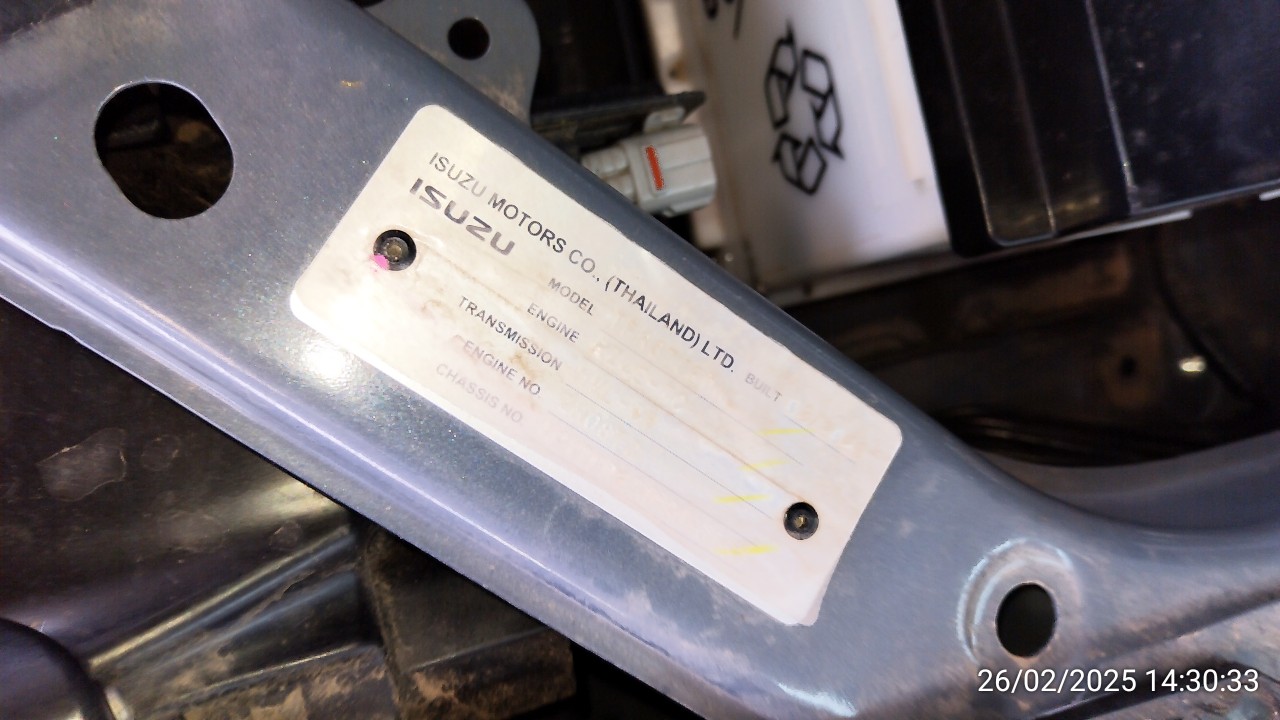 ISUZU MOTORS CO., (THAILAND) LTD.
ISUZU
BUILT
MODEL
ENGINE
TRANSMISSION
ENGINE NO
CHASSIS NO
26/02/2025 14:30:33